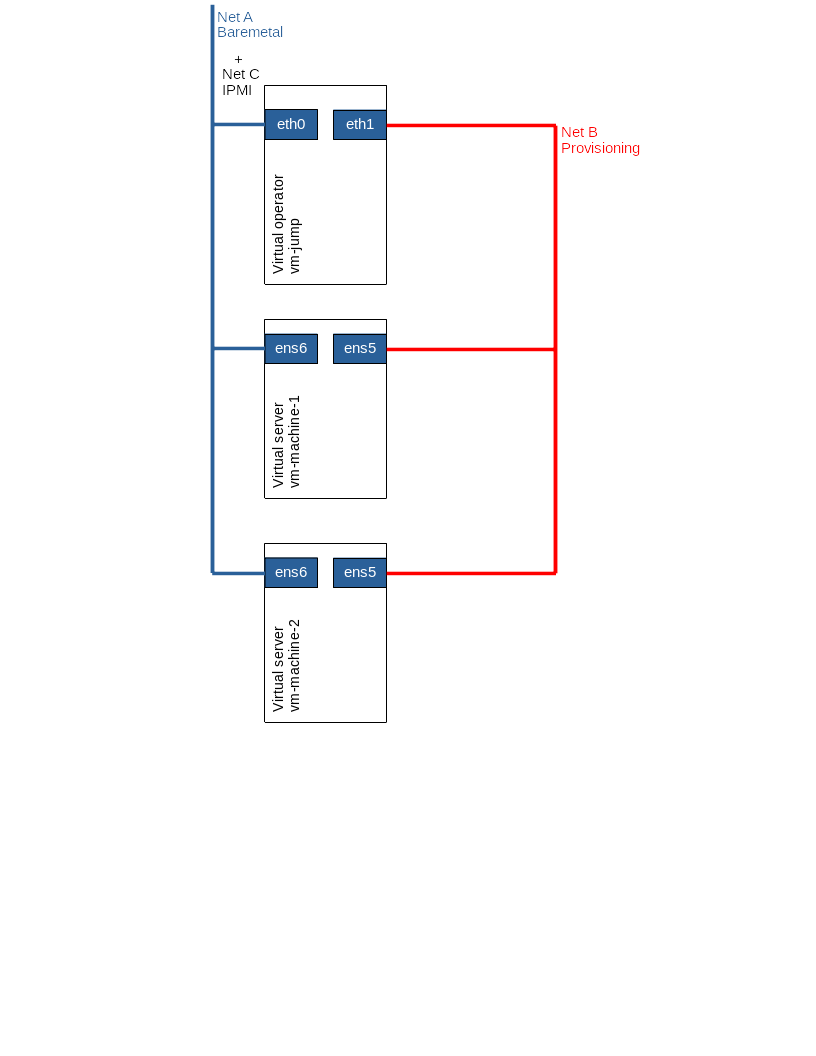 Net A
Baremetal
+
Net C
IPMI
eth0
eth1
Net B
Provisioning
Virtual operator
vm-jump
ens6
ens5
Virtual server
vm-machine-1
ens6
ens5
Virtual server
vm-machine-2